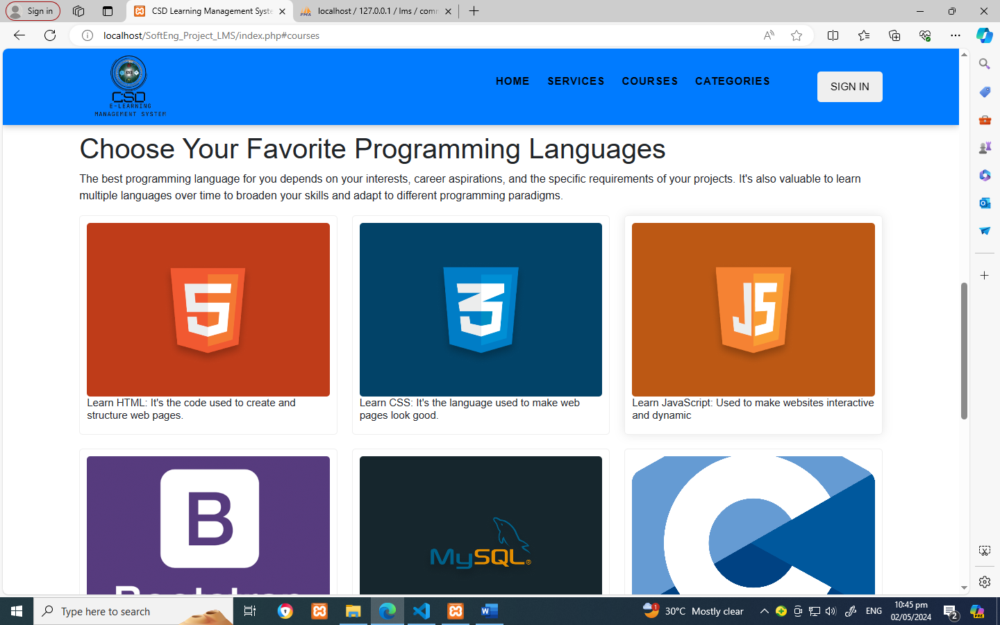 Sign in
CSD Learning Management Syste
localhost / 127.0.0.1 / lms / comm
localhost/SoftEng_Project_LMS/index.php#courses
CSD
E-LEARNING
MANAGEMENT SYSTEM
HOME
SERVICES
COURSES
CATEGORIES
SIGN IN
Choose Your Favorite Programming Languages
The best programming language for you depends on your interests, career aspirations, and the specific requirements of your projects. It's also valuable to learn
multiple languages over time to broaden your skills and adapt to different programming paradigms.
5
3
JS
Learn HTML: It's the code used to create and
structure web pages.
Learn CSS: It's the language used to make web
pages look good.
Learn JavaScript: Used to make websites interactive
and dynamic
B
Bootstrap
MySQL®
C
Type here to search
1
30°C Mostly clear
ENG
10:45 pm
02/05/2024
2
PRE